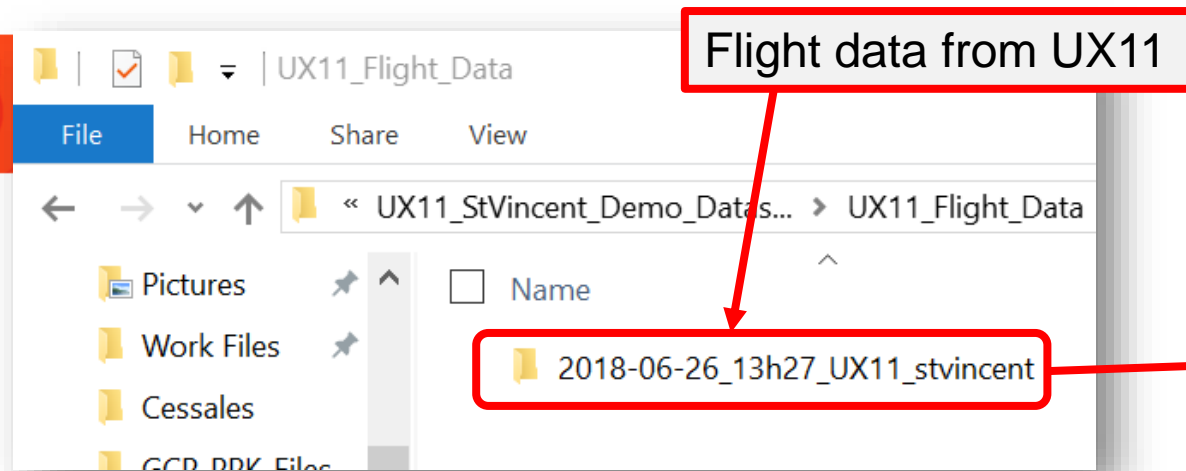 Flight data from UX11
UX11_Flight_Data
File Home Share View
« UX11_StVincent_Demo_Datas... > UX11_Flight_Data
Pictures
Name
Work Files
2018-06-26_13h27_UX11_stvincent
Cessales
GCP_PPK_Files